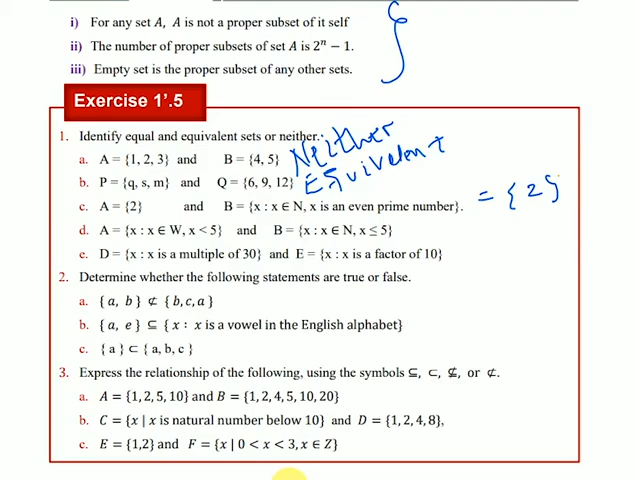 i) For any set A, A is not a proper subset of it self
ii) The number of proper subsets of set A is 2ⁿ − 1.
iii) Empty set is the proper subset of any other sets.
Exercise 1'.5
1. Identify equal and equivalent sets or neither.
a. A = {1, 2, 3} and B = {4, 5} Neither
b. P = {q, s, m} and Q = {6, 9, 12} Equivalent
c. A = {2} and B = {x : x ∈ N, x is an even prime number}. = {2}
d. A = {x : x ∈ W, x < 5} and B = {x : x ∈ N, x ≤ 5}
e. D = {x : x is a multiple of 30} and E = {x : x is a factor of 10}
2. Determine whether the following statements are true or false.
a. { a, b } ⊄ { b, c, a }
b. { a, e } ⊆ { x : x is a vowel in the English alphabet}
c. { a } ⊂ { a, b, c }
3. Express the relationship of the following, using the symbols ⊆, ⊂, ⊈, or ⊄.
a. A = {1, 2, 5, 10} and B = {1, 2, 4, 5, 10, 20}
b. C = {x | x is natural number below 10} and D = {1, 2, 4, 8},
c. E = {1,2} and F = {x | 0 < x < 3, x ∈ Z}